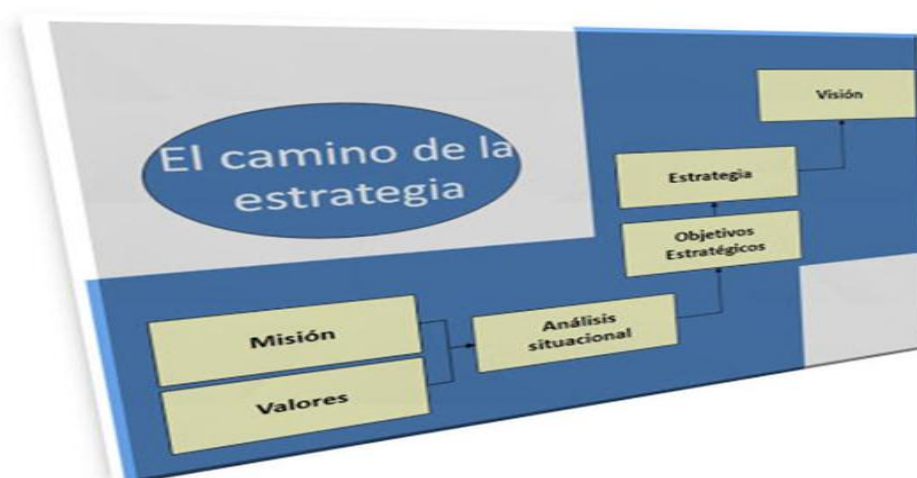 El camino de la
estrategia
Visión
Estrategia
Objetivos
Estratégicos
Análisis
situacional
Misión
Valores